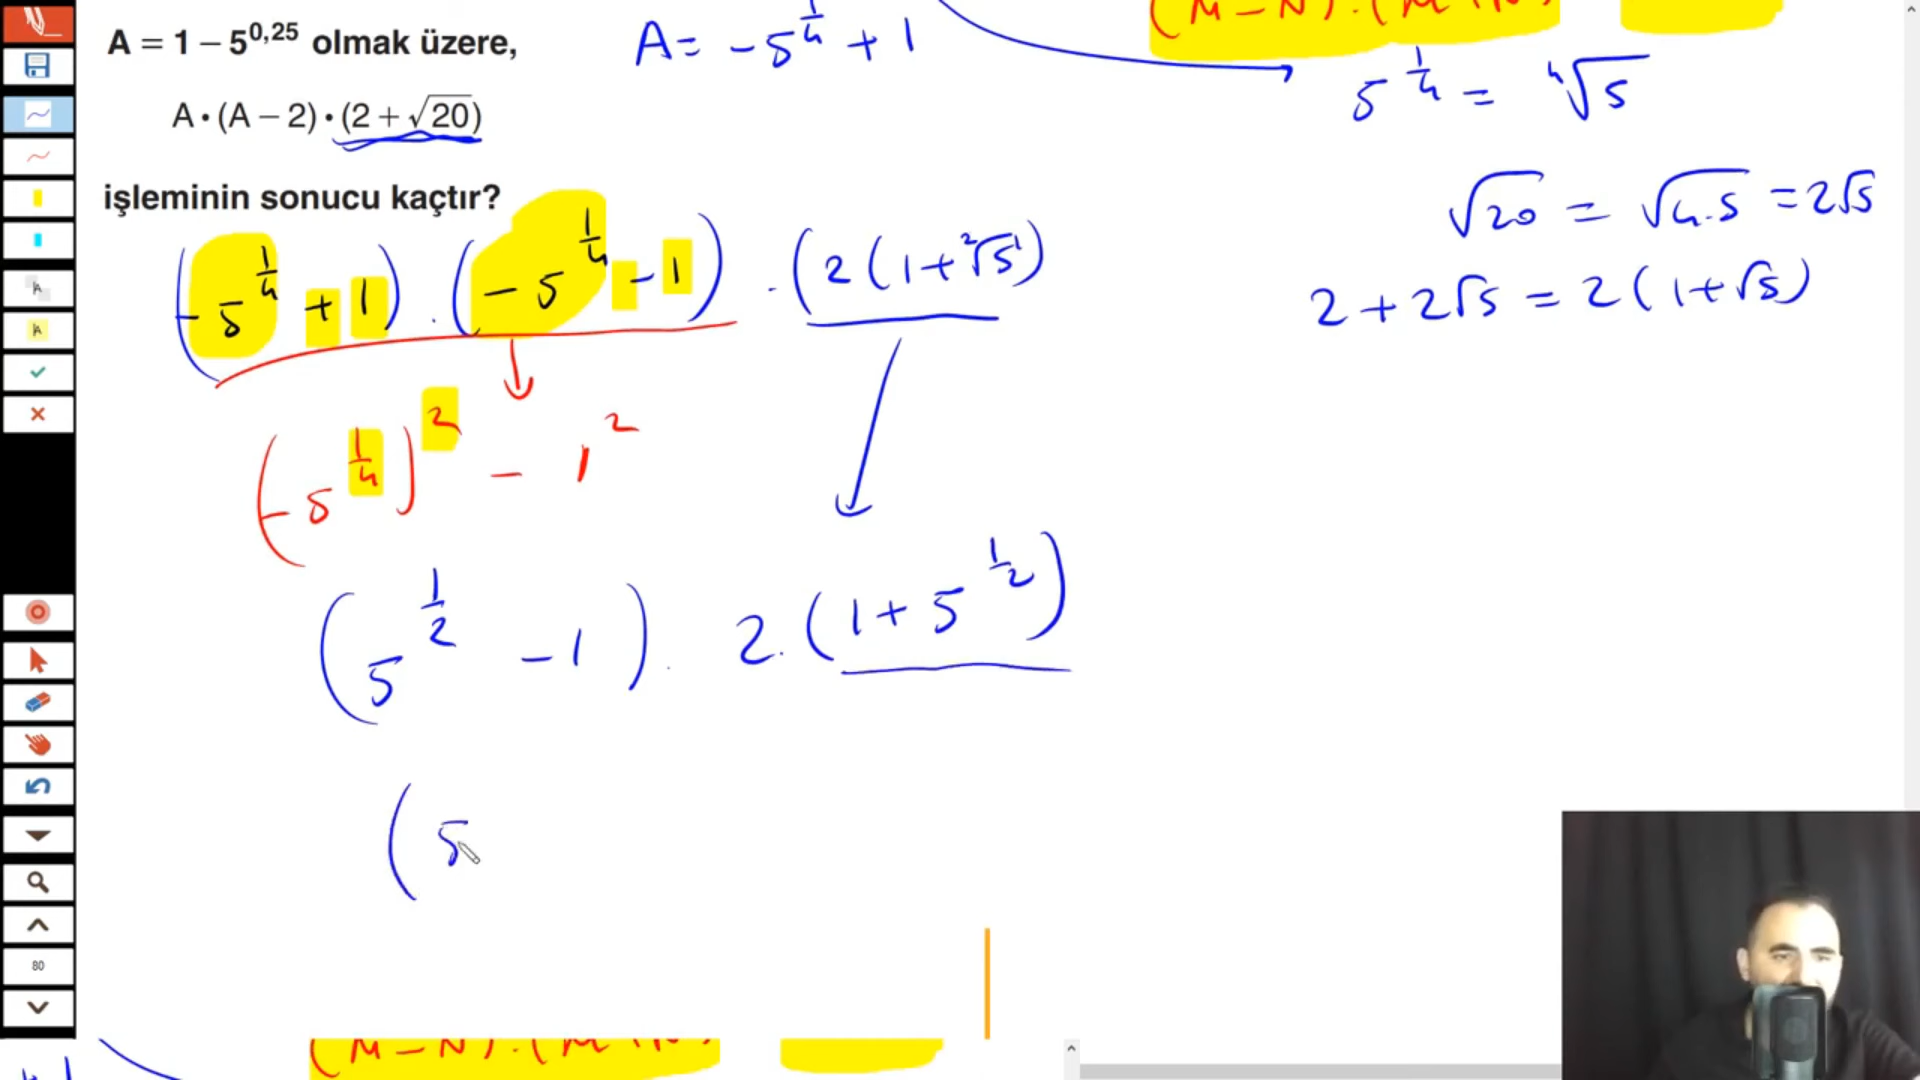 A = 1 – 5^0,25 olmak üzere,
A = -5^(1/4) + 1
(M - N) . (M
5^(1/4) = ⁴√5
A • (A – 2) • (2 + √20)
işleminin sonucu kaçtır?
√20 = √4.5 = 2√5
2 + 2√5 = 2(1+√5)
(-5^(1/4) + 1) . (-5^(1/4) - 1) . (2(1+²√5¹)
(-5^(1/4))² - 1²
(5^(1/2) - 1) . 2.(1+5^(1/2))
(5
80
(M - N) . (M